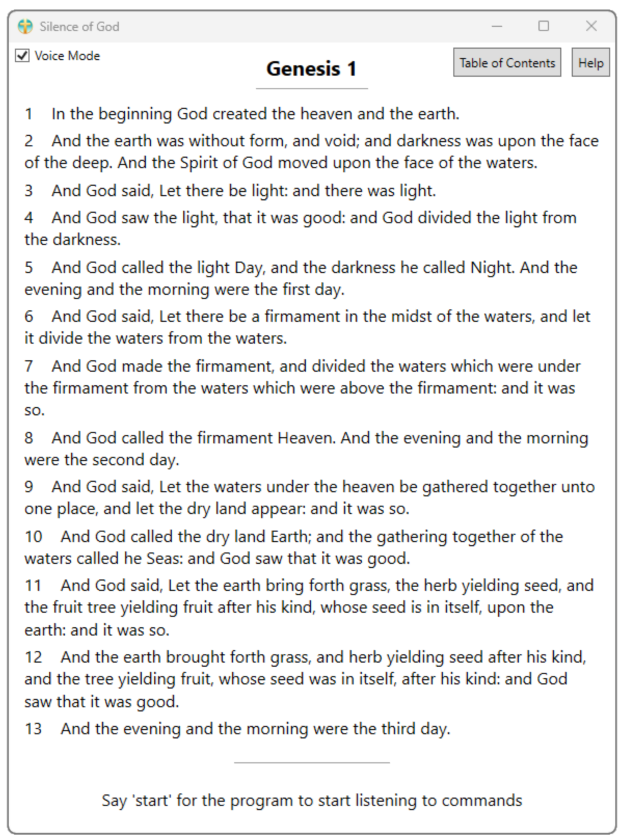 Silence of God
Voice Mode
Genesis 1
Table of Contents
Help
1 In the beginning God created the heaven and the earth.
2 And the earth was without form, and void; and darkness was upon the face
of the deep. And the Spirit of God moved upon the face of the waters.
3 And God said, Let there be light: and there was light.
4 And God saw the light, that it was good: and God divided the light from
the darkness.
5 And God called the light Day, and the darkness he called Night. And the
evening and the morning were the first day.
6 And God said, Let there be a firmament in the midst of the waters, and let
it divide the waters from the waters.
7 And God made the firmament, and divided the waters which were under
the firmament from the waters which were above the firmament: and it was
so.
8 And God called the firmament Heaven. And the evening and the morning
were the second day.
9 And God said, Let the waters under the heaven be gathered together unto
one place, and let the dry land appear: and it was so.
10 And God called the dry land Earth; and the gathering together of the
waters called he Seas: and God saw that it was good.
11 And God said, Let the earth bring forth grass, the herb yielding seed, and
the fruit tree yielding fruit after his kind, whose seed is in itself, upon the
earth: and it was so.
12 And the earth brought forth grass, and herb yielding seed after his kind,
and the tree yielding fruit, whose seed was in itself, after his kind: and God
saw that it was good.
13 And the evening and the morning were the third day.
Say 'start' for the program to start listening to commands